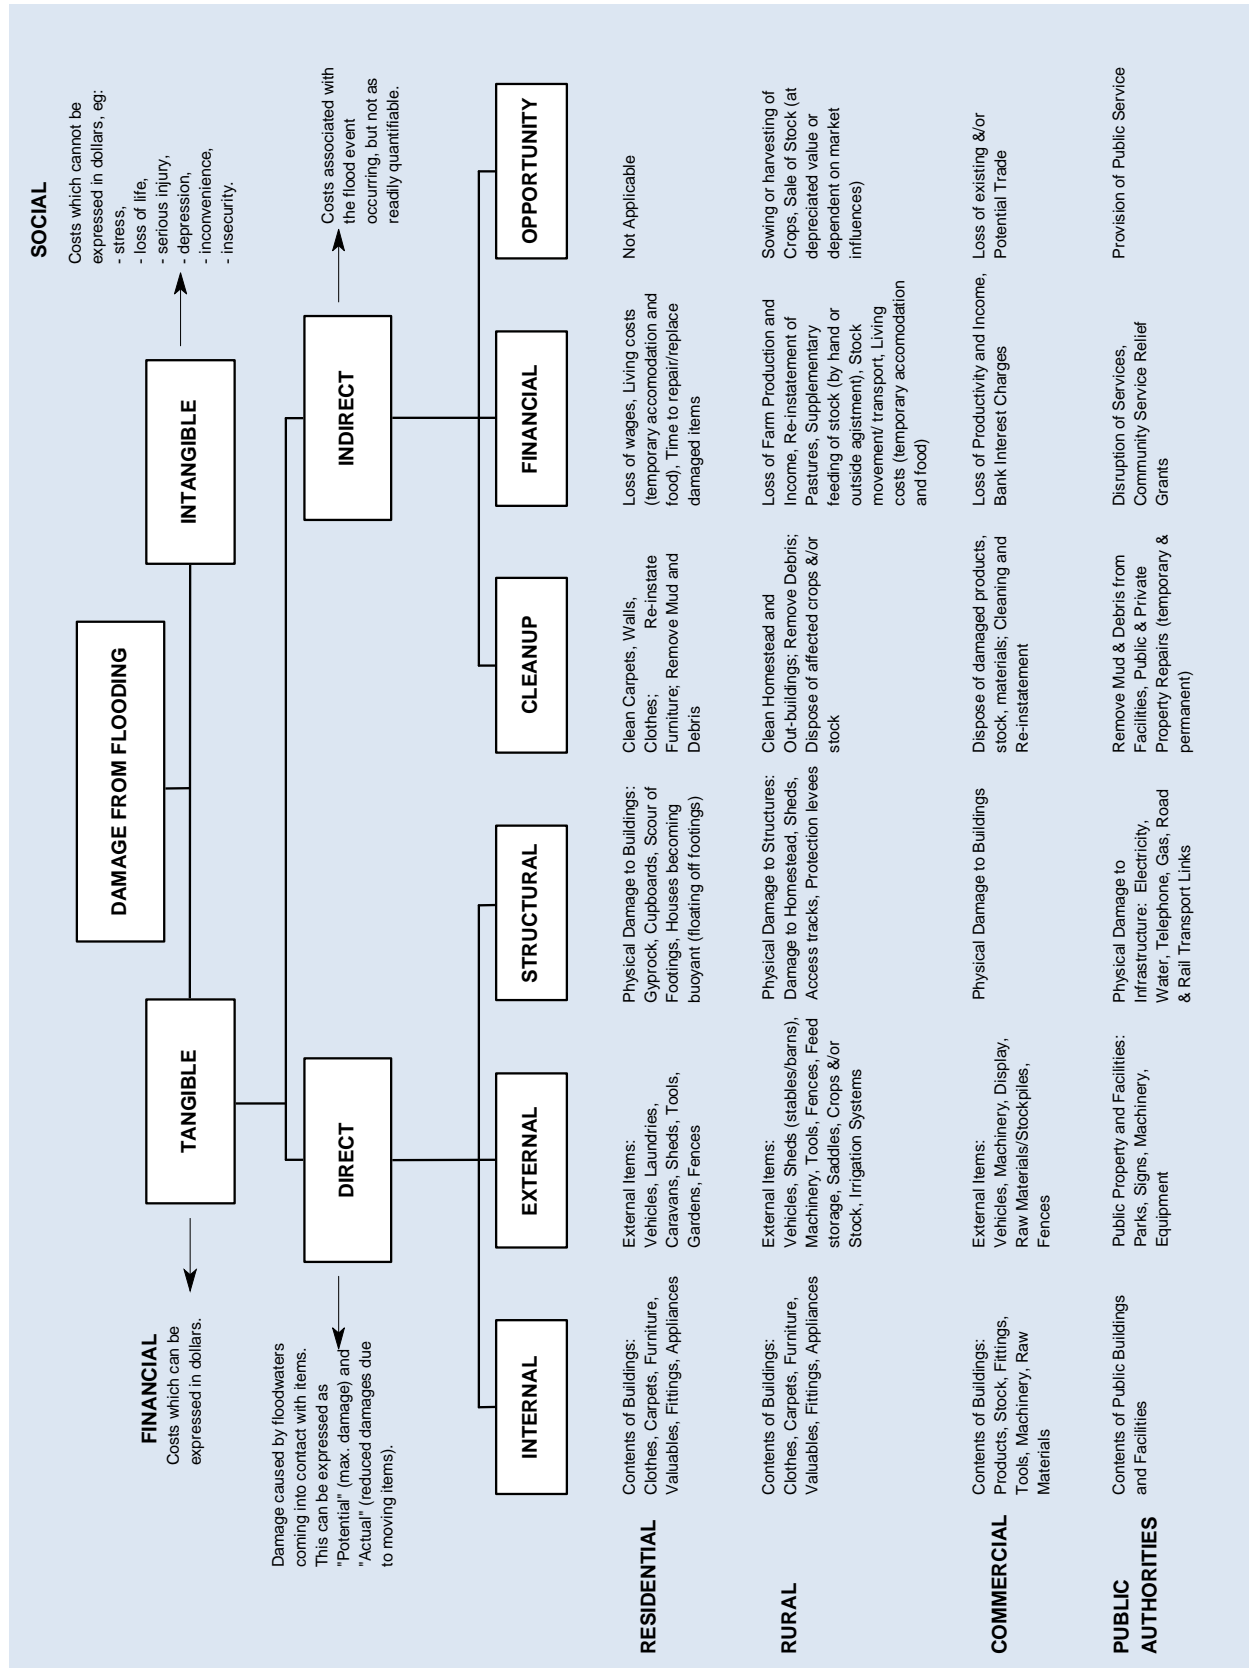 DAMAGE FROM FLOODING
FINANCIAL
Costs which can be
expressed in dollars.
TANGIBLE
INTANGIBLE
SOCIAL
Costs which cannot be
expressed in dollars, eg:
- stress,
- loss of life,
- serious injury,
- depression,
- inconvenience,
- insecurity.
Damage caused by floodwaters
coming into contact with items.
This can be expressed as
"Potential" (max. damage) and
"Actual" (reduced damages due
to moving items).
DIRECT
INDIRECT
Costs associated with
the flood event
occurring, but not as
readily quantifiable.
INTERNAL
EXTERNAL
STRUCTURAL
CLEANUP
FINANCIAL
OPPORTUNITY
RESIDENTIAL
Contents of Buildings:
Clothes, Carpets, Furniture,
Valuables, Fittings, Appliances
External Items:
Vehicles, Laundries,
Caravans, Sheds, Tools,
Gardens, Fences
Physical Damage to Buildings:
Gyprock, Cupboards, Scour of
Footings, Houses becoming
buoyant (floating off footings)
Clean Carpets, Walls,
Clothes; Re-instate
Furniture; Remove Mud and
Debris
Loss of wages, Living costs
(temporary accomodation and
food), Time to repair/replace
damaged items
Not Applicable
RURAL
Contents of Buildings:
Clothes, Carpets, Furniture,
Valuables, Fittings, Appliances
External Items:
Vehicles, Sheds (stables/barns),
Machinery, Tools, Fences, Feed
storage, Saddles, Crops &/or
Stock, Irrigation Systems
Physical Damage to Structures:
Damage to Homestead, Sheds,
Access tracks, Protection levees
Clean Homestead and
Out-buildings; Remove Debris;
Dispose of affected crops &/or
stock
Loss of Farm Production and
Income, Re-instatement of
Pastures, Supplementary
feeding of stock (by hand or
outside agistment), Stock
movement/ transport, Living
costs (temporary accomodation
and food)
Sowing or harvesting of
Crops, Sale of Stock (at
depreciated value or
dependent on market
influences)
COMMERCIAL
Contents of Buildings:
Products, Stock, Fittings,
Tools, Machinery, Raw
Materials
External Items:
Vehicles, Machinery, Display,
Raw Materials/Stockpiles,
Fences
Physical Damage to Buildings
Dispose of damaged products,
stock, materials; Cleaning and
Re-instatement
Loss of Productivity and Income,
Bank Interest Charges
Loss of existing &/or
Potential Trade
PUBLIC
AUTHORITIES
Contents of Public Buildings
and Facilities
Public Property and Facilities:
Parks, Signs, Machinery,
Equipment
Physical Damage to
Infrastructure: Electricity,
Water, Telephone, Gas, Road
& Rail Transport Links
Remove Mud & Debris from
Facilities, Public & Private
Property Repairs (temporary &
permanent)
Disruption of Services,
Community Service Relief
Grants
Provision of Public Service